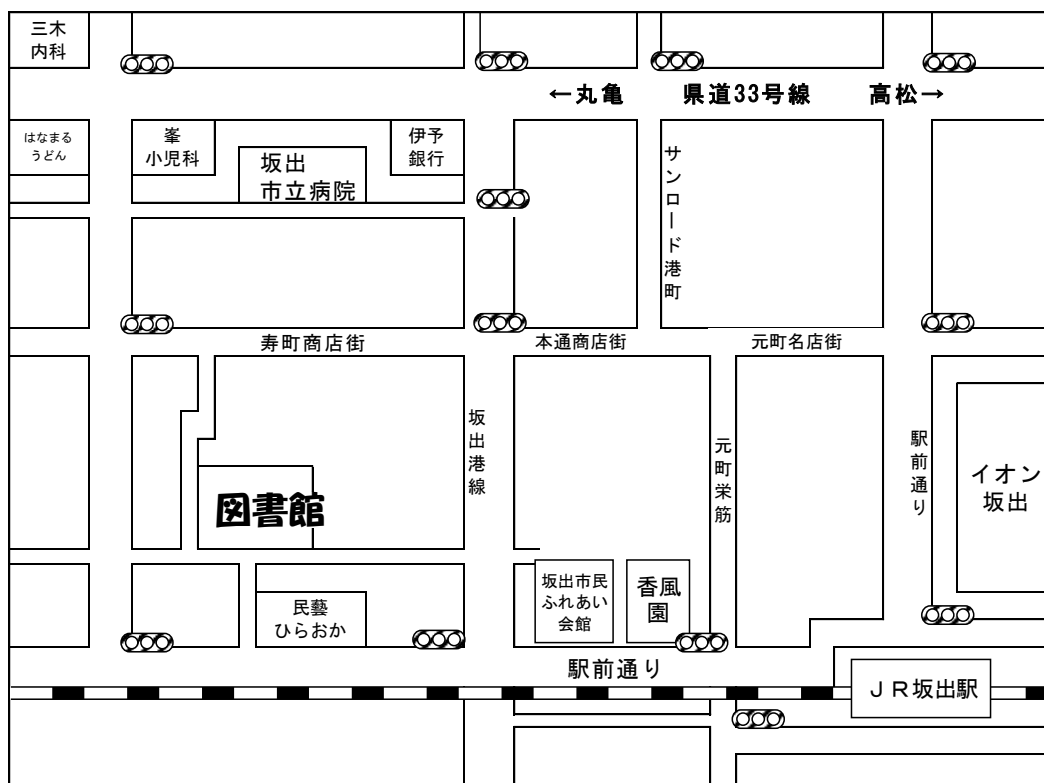 三木
内科
←丸亀
県道33号線
高松→
はなまる
うどん
峯
小児科
坂出
市立病院
伊予
銀行
サンロード港町
寿町商店街
本通商店街
元町名店街
坂出港線
元町栄筋
駅前通り
イオン
坂出
図書館
坂出市民
ふれあい
会館
香風
園
民藝
ひらおか
駅前通り
JR坂出駅